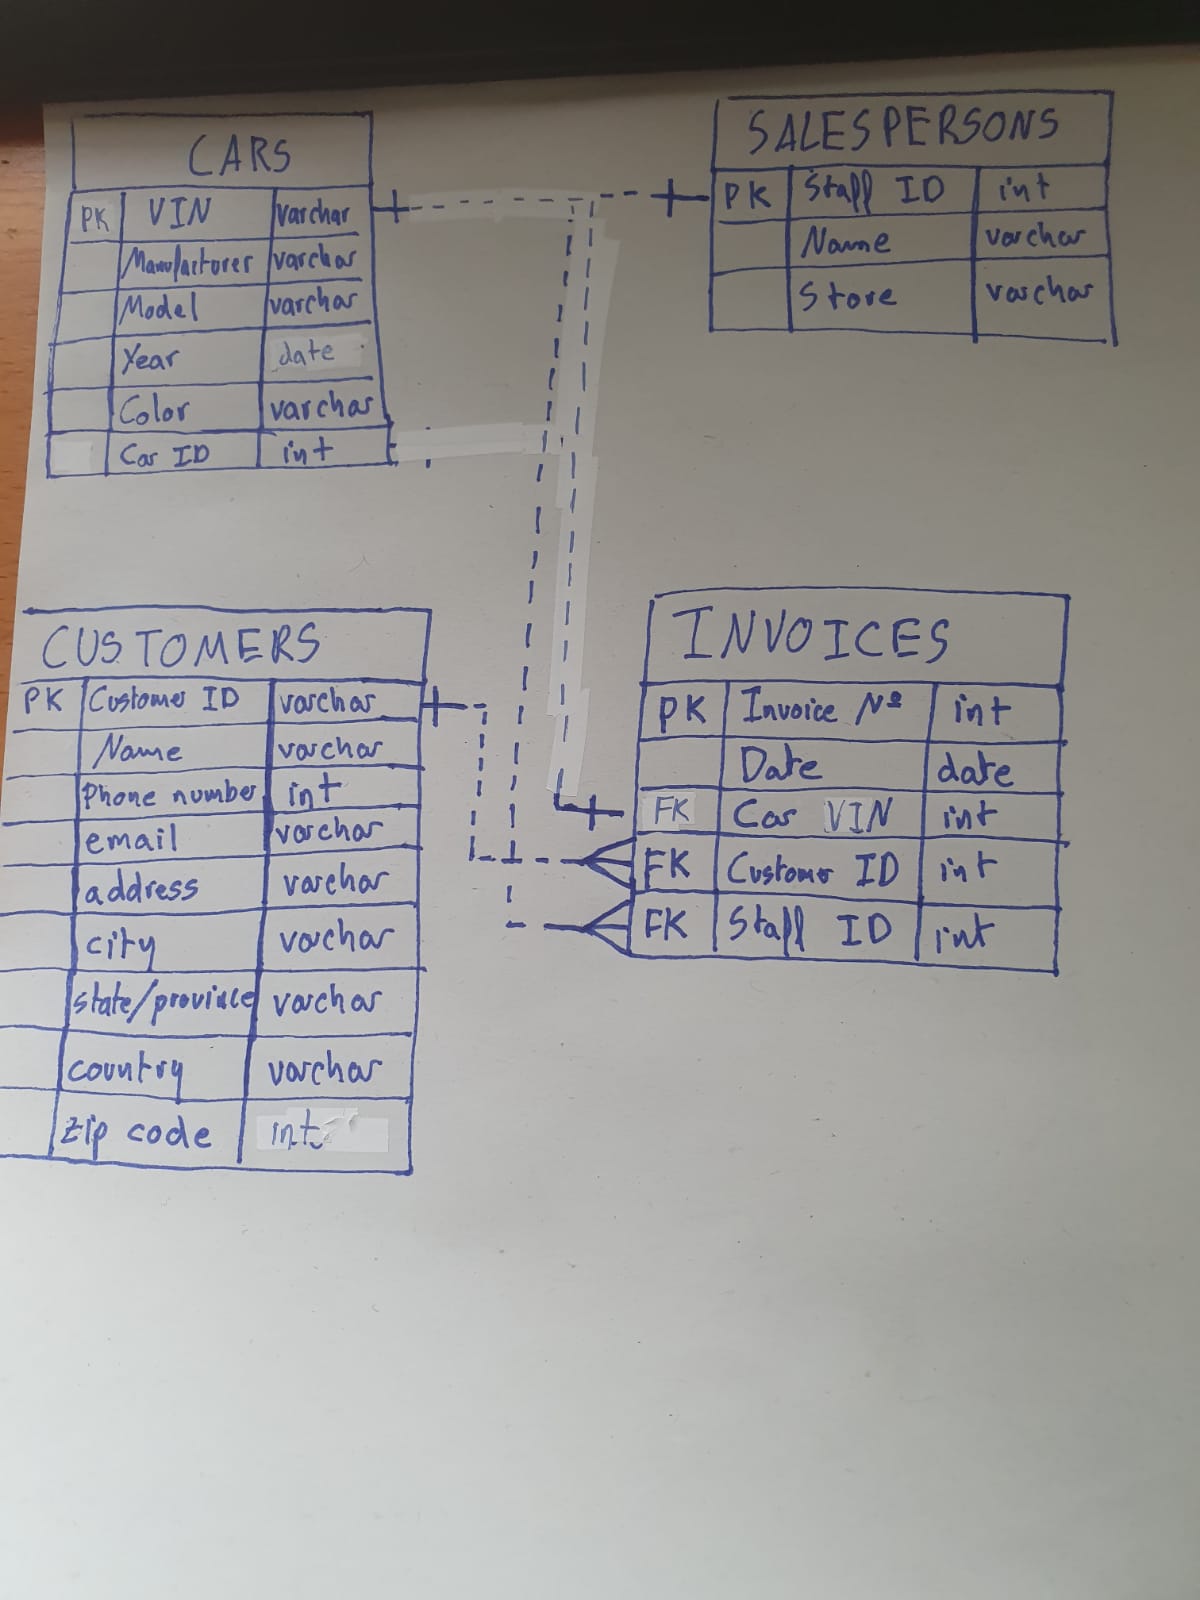 CARS
PK VIN varchar
Manufacturer varchar
Model varchar
Year date
Color varchar
Car ID int
SALESPERSONS
PK Staff ID int
Name varchar
Store varchar
CUSTOMERS
PK Customer ID varchar
Name varchar
Phone number int
email varchar
address varchar
city varchar
state/province varchar
country varchar
zip code int
INVOICES
PK Invoice Nº int
Date date
FK Car VIN int
FK Customer ID int
FK Staff ID int